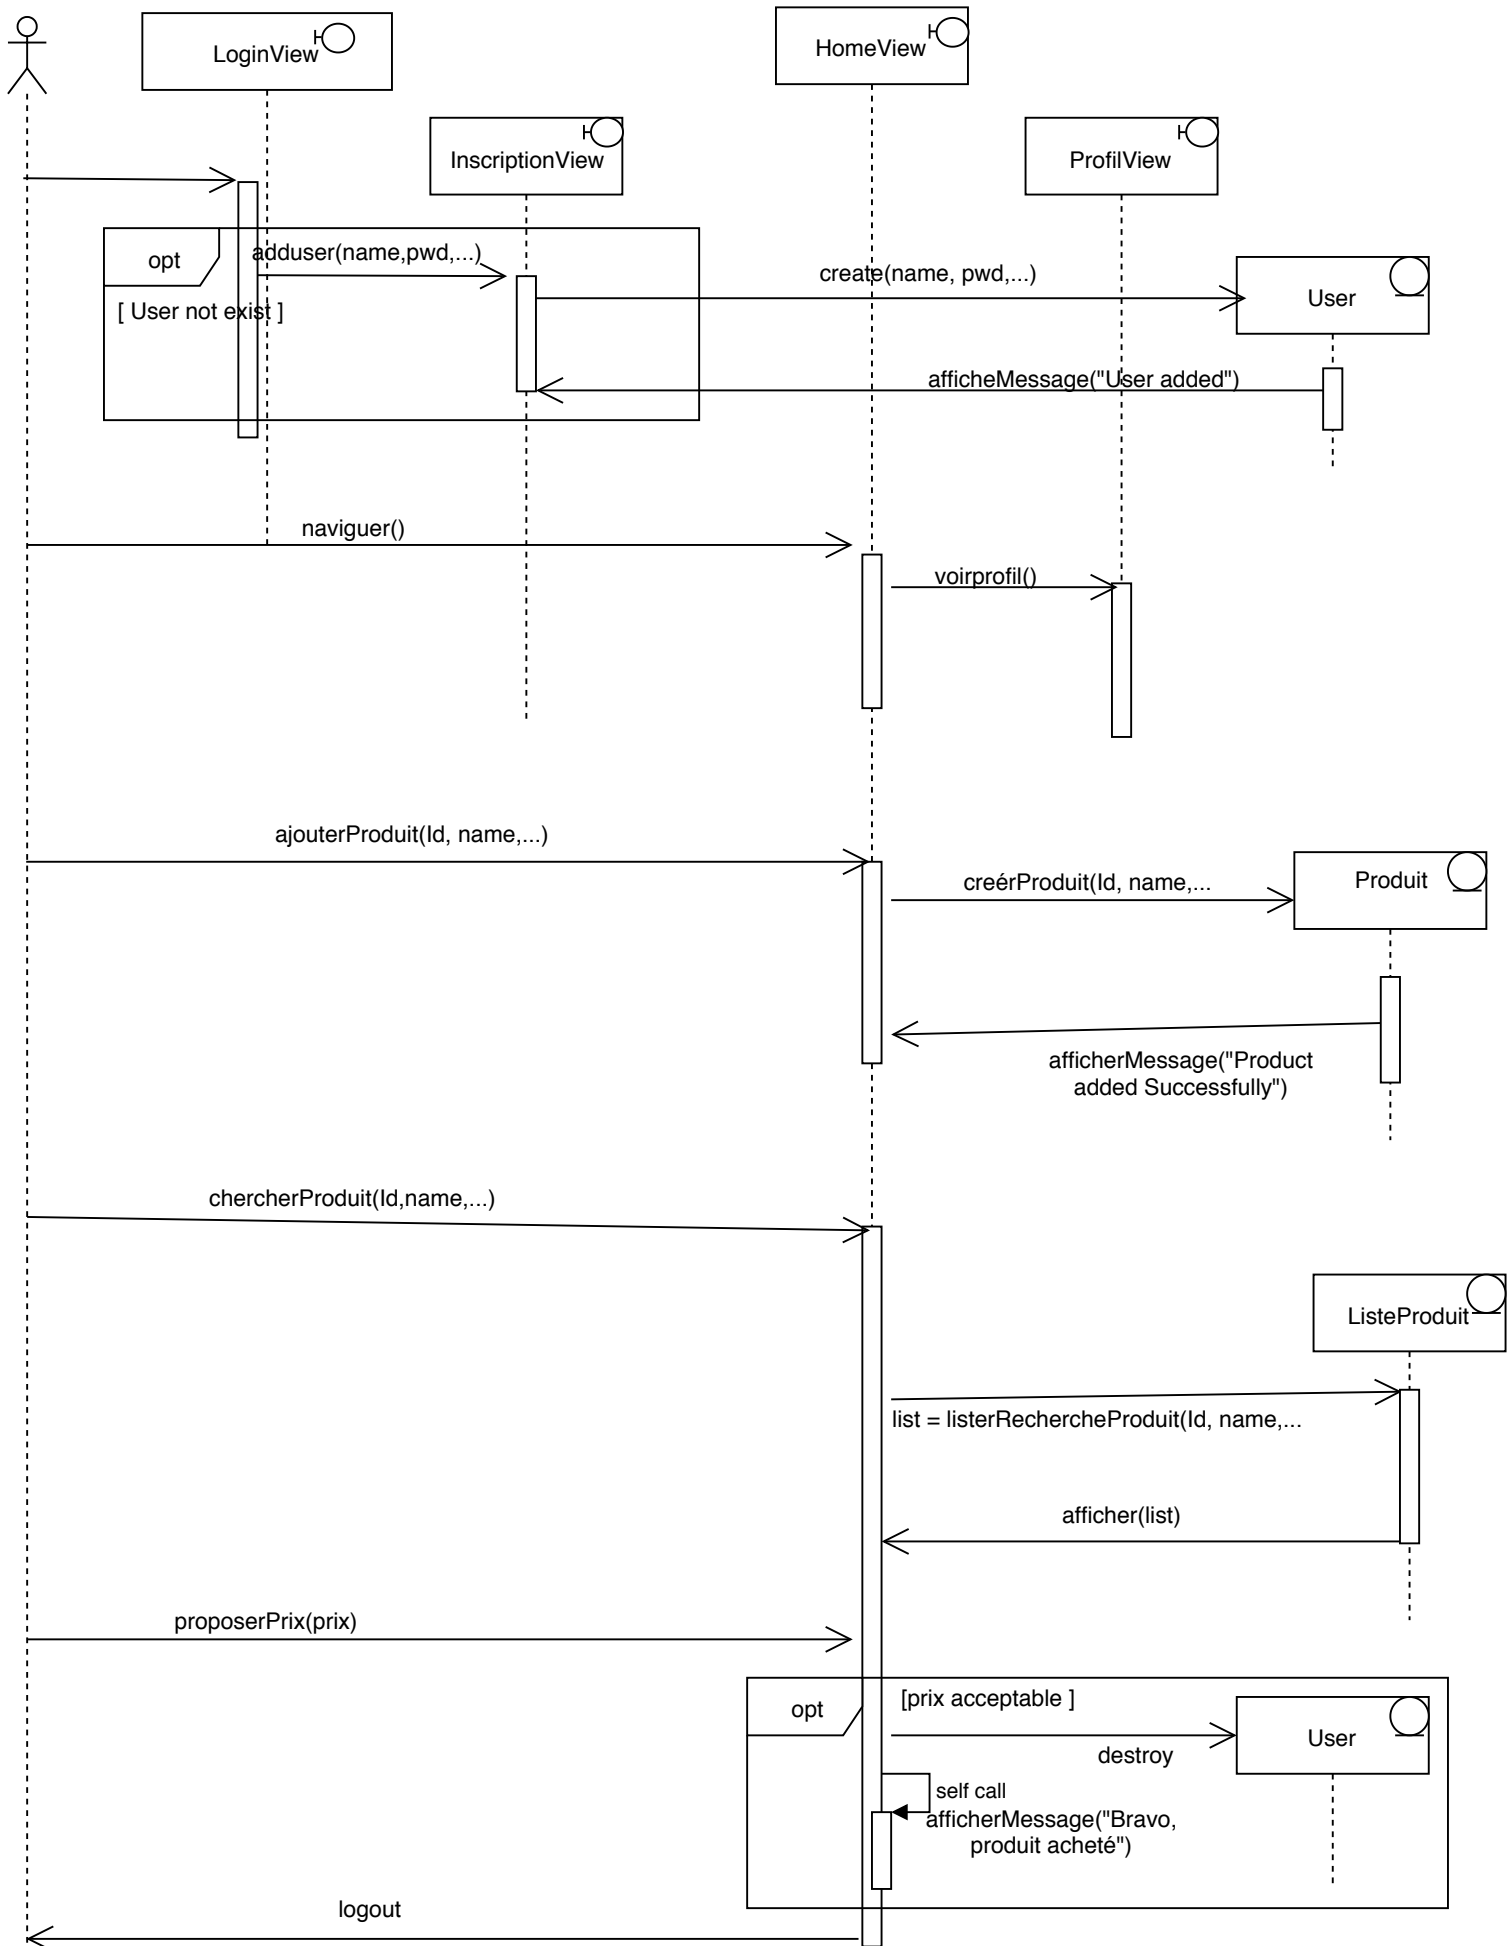 LoginView
HomeView
InscriptionView
ProfilView
opt
adduser(name,pwd,...)
[ User not exist ]
create(name, pwd,...)
User
afficheMessage("User added")
naviguer()
voirprofil()
ajouterProduit(Id, name,...)
creérProduit(Id, name,...
Produit
afficherMessage("Product
added Successfully")
chercherProduit(Id,name,...)
ListeProduit
list = listerRechercheProduit(Id, name,...
afficher(list)
proposerPrix(prix)
opt
[prix acceptable ]
User
destroy
self call
afficherMessage("Bravo,
produit acheté")
logout